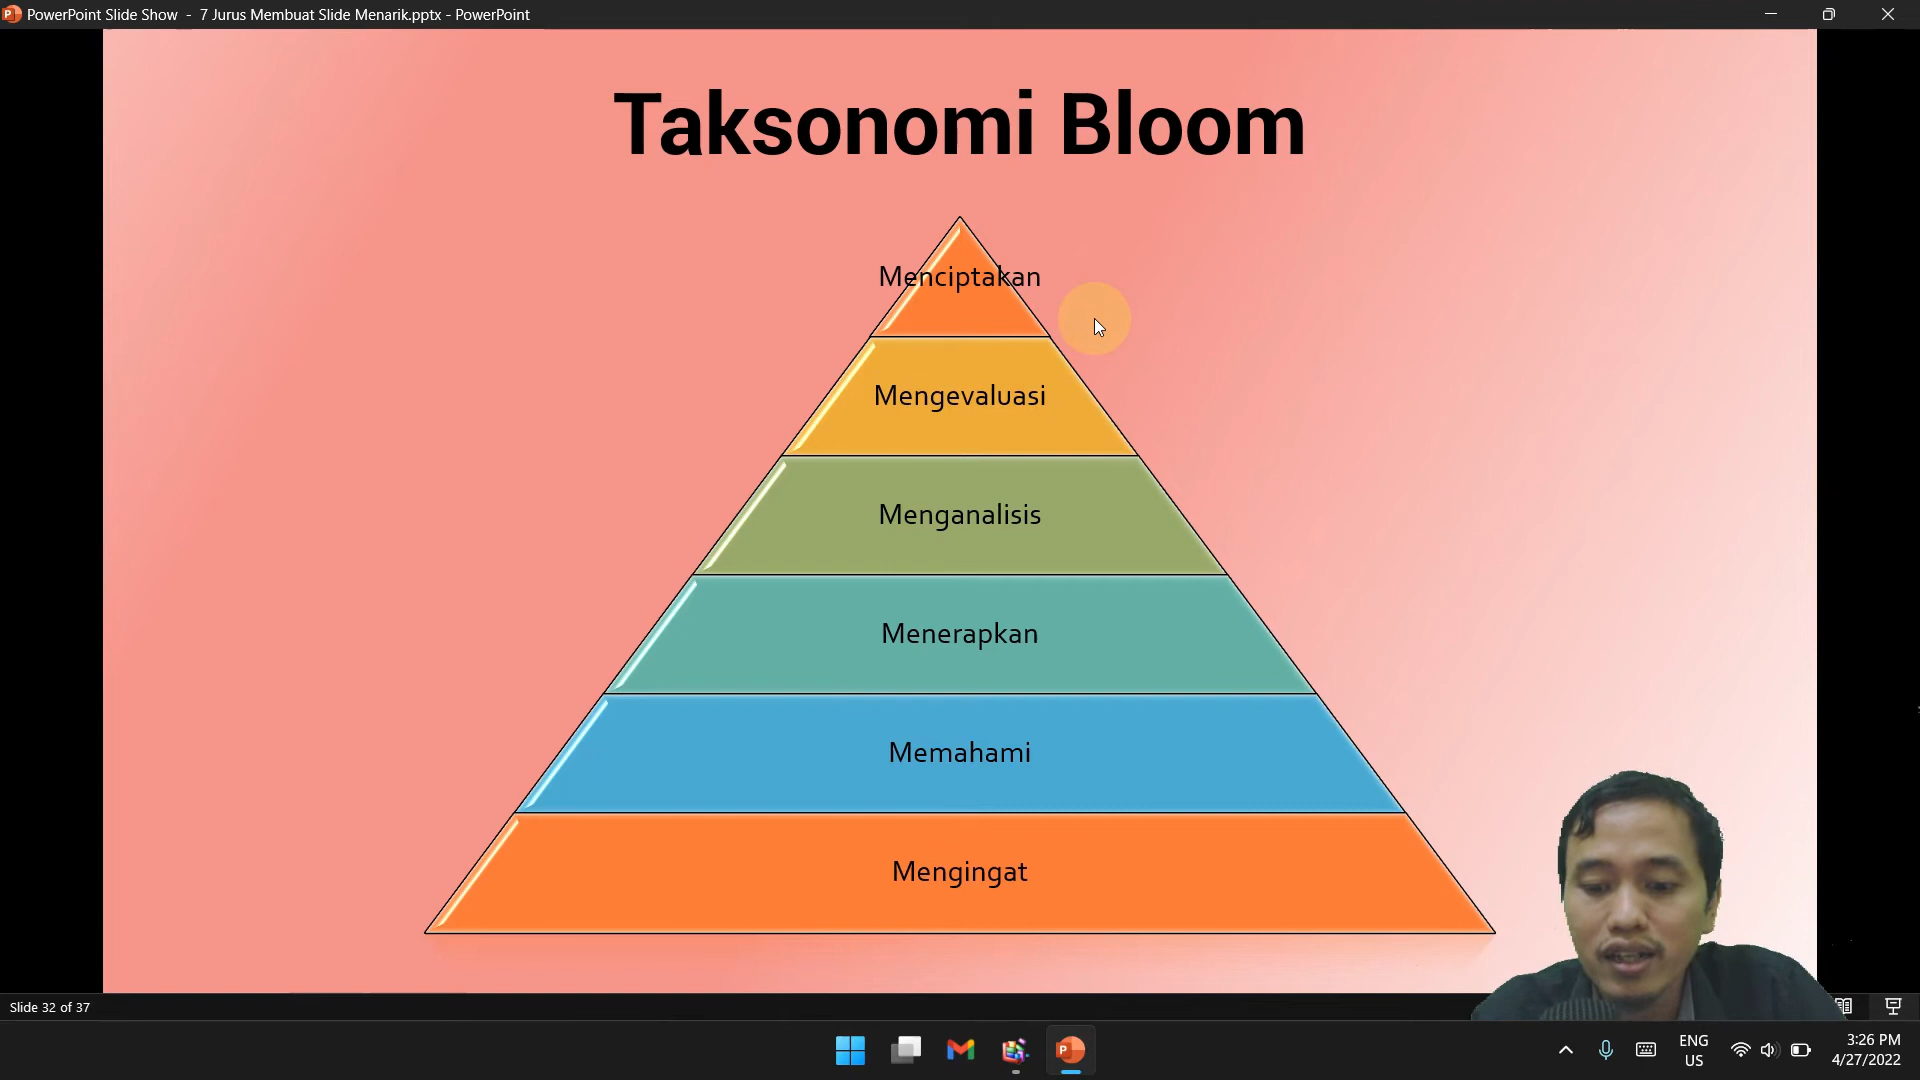 PowerPoint Slide Show - 7 Jurus Membuat Slide Menarik.pptx - PowerPoint
Taksonomi Bloom
Menciptakan
Mengevaluasi
Menganalisis
Menerapkan
Memahami
Mengingat
Slide 32 of 37
ENG
US
3:26 PM
4/27/2022